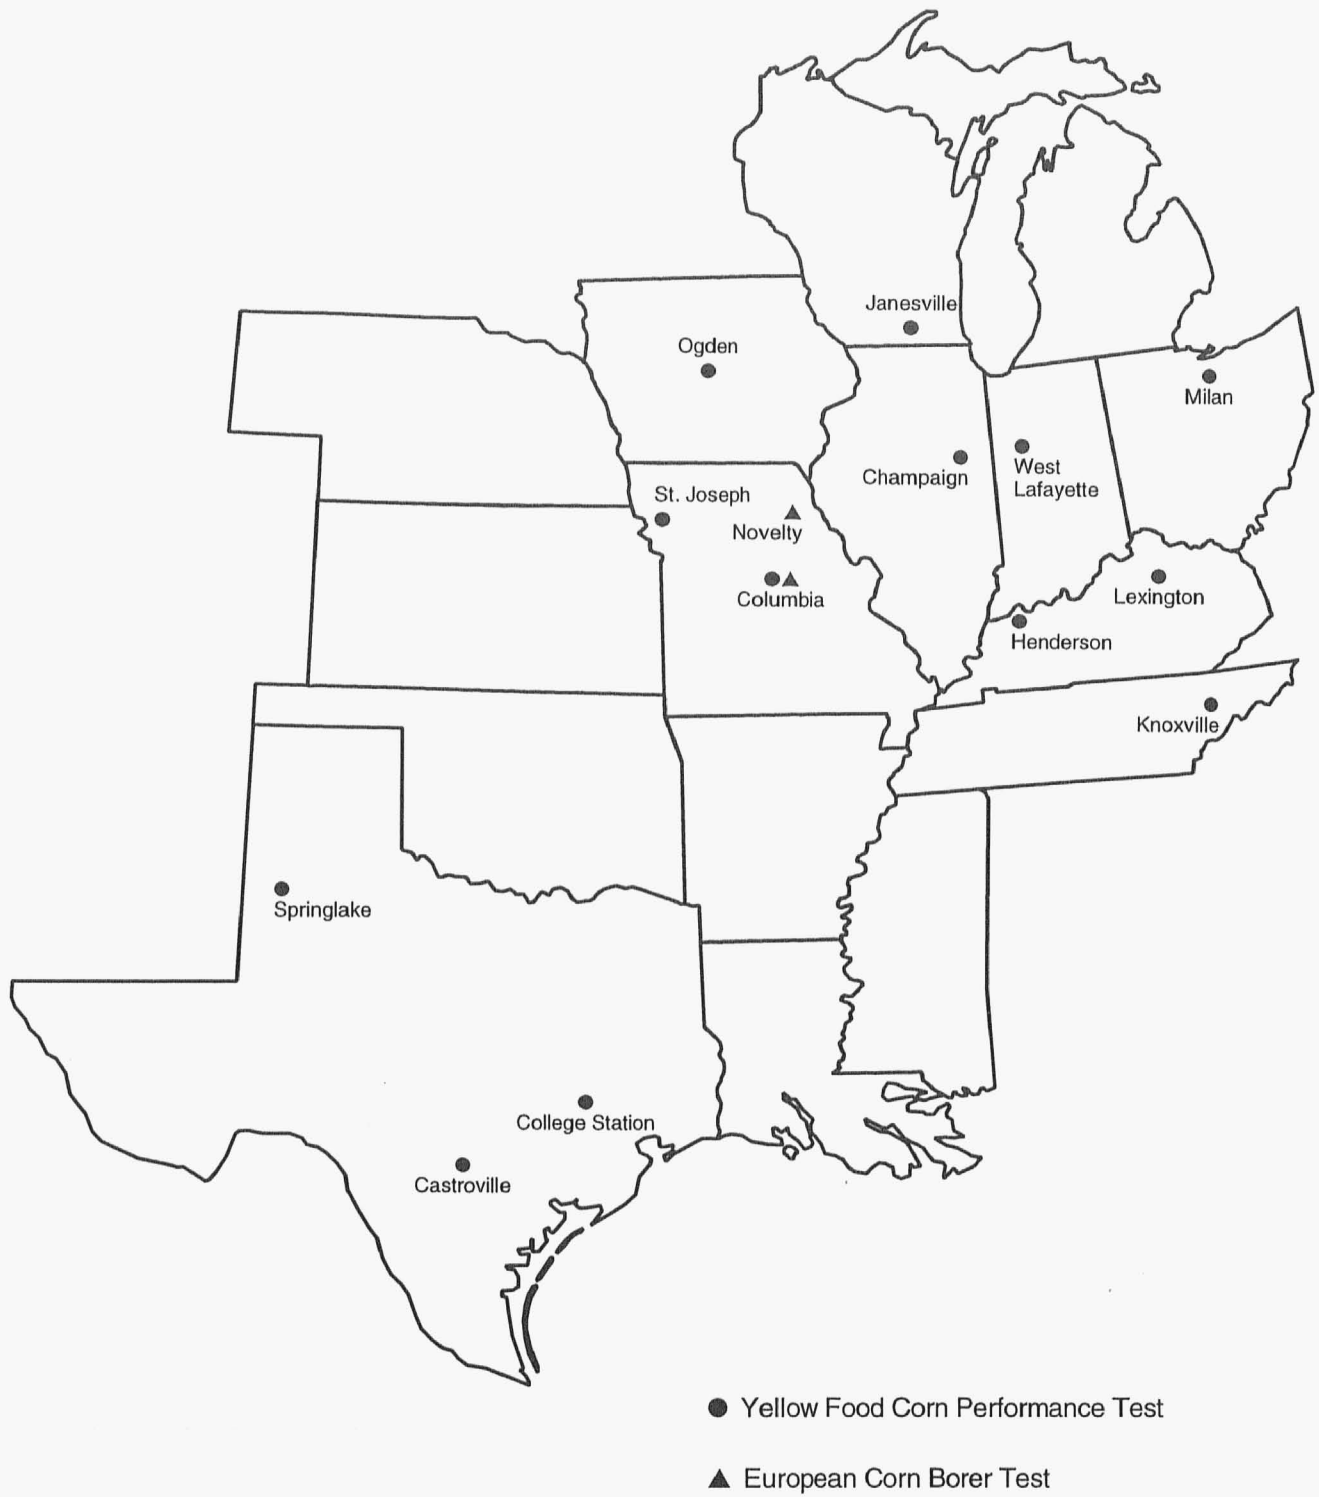 Janesville
Ogden
Milan
Champaign
West
Lafayette
St. Joseph
Novelty
Columbia
Lexington
Henderson
Knoxville
Springlake
College Station
Castroville
Yellow Food Corn Performance Test
European Corn Borer Test